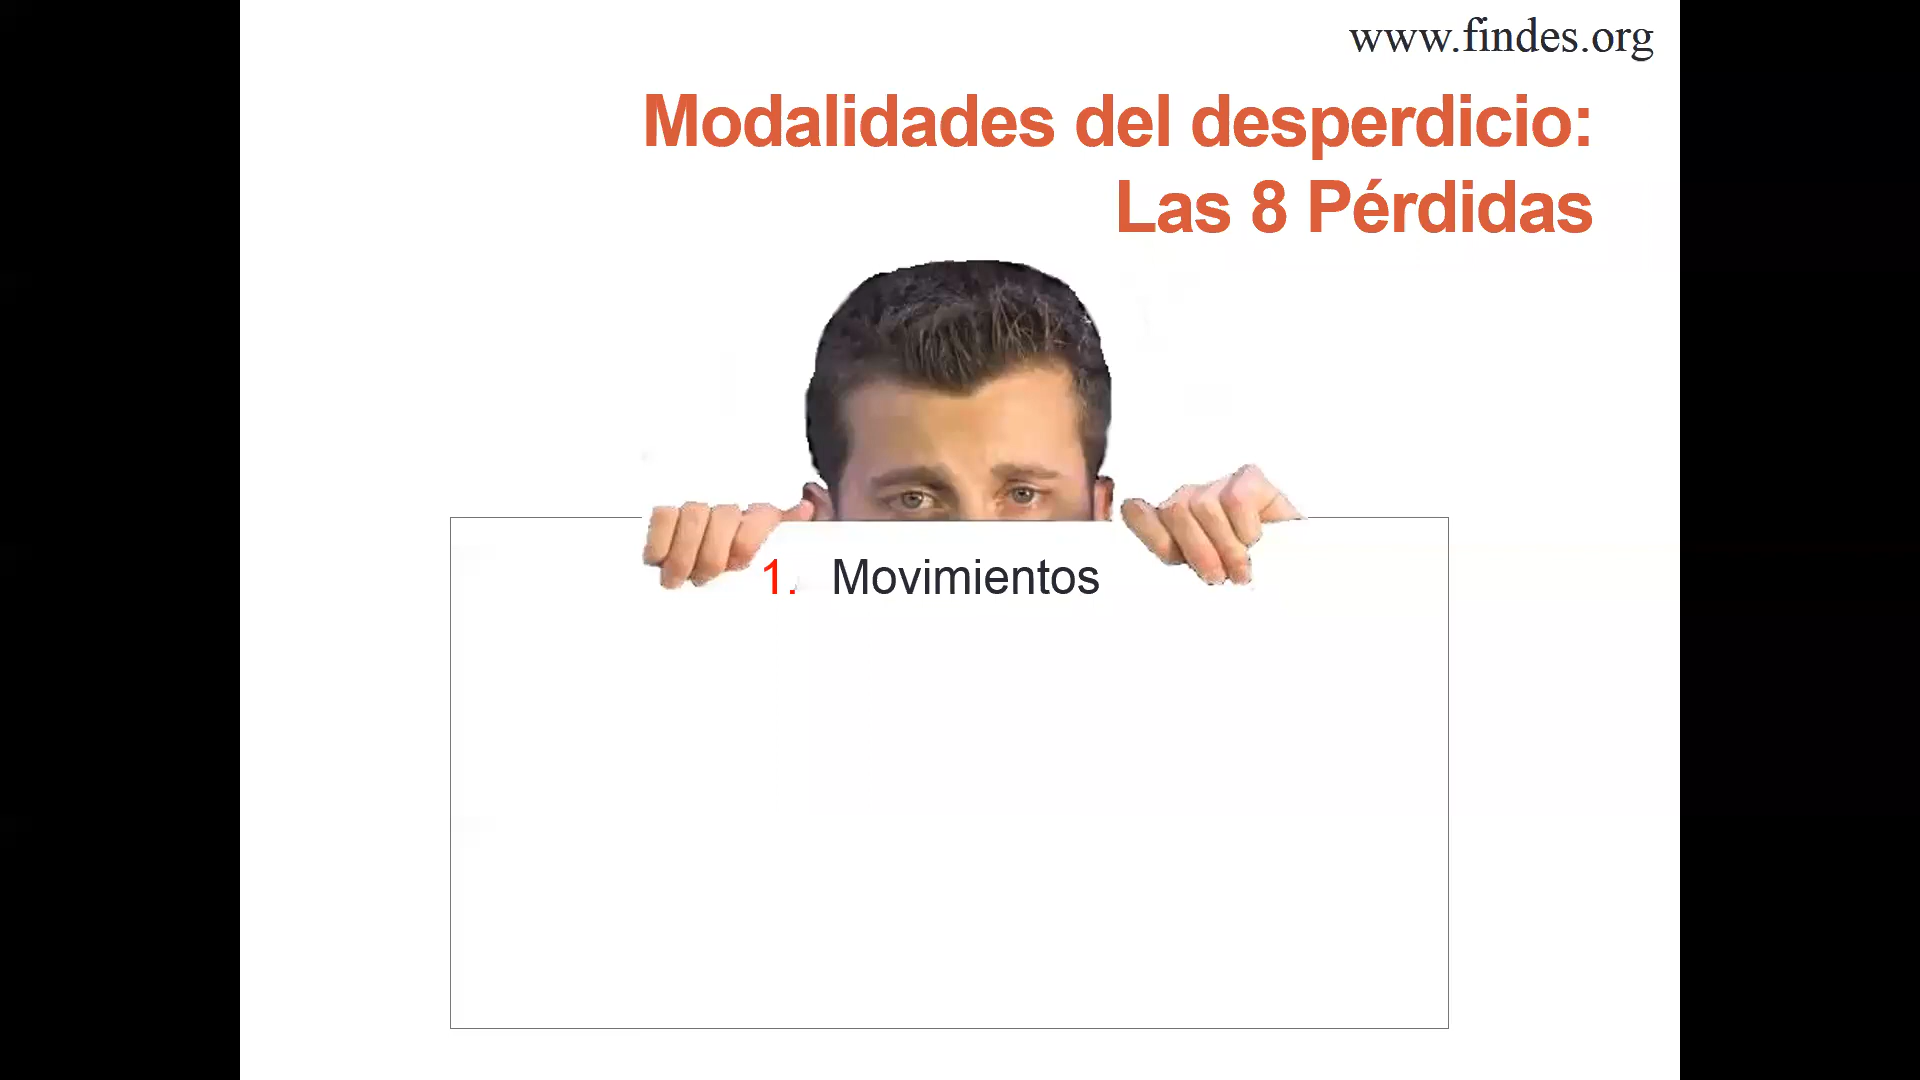 www.findes.org
Modalidades del desperdicio:
Las 8 Pérdidas
1. Movimientos